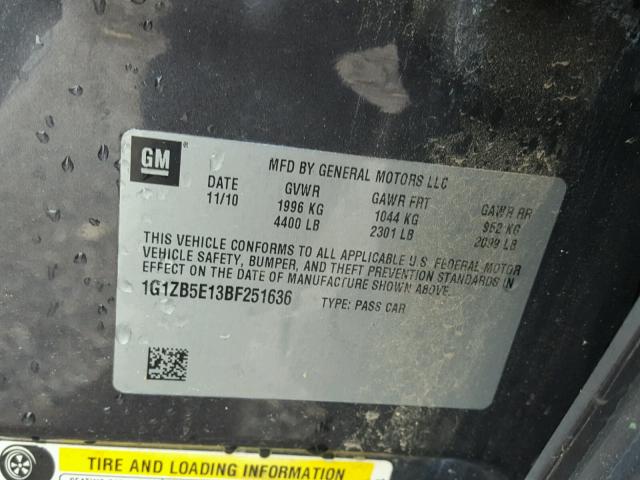 GM®
MFD BY GENERAL MOTORS LLC
DATE GVWR GAWR FRT GAWR RR
11/10 1996 KG 1044 KG 952 KG
4400 LB 2301 LB 2099 LB
THIS VEHICLE CONFORMS TO ALL APPLICABLE U.S. FEDERAL MOTOR
VEHICLE SAFETY, BUMPER, AND THEFT PREVENTION STANDARDS IN
EFFECT ON THE DATE OF MANUFACTURE SHOWN ABOVE.
1G1ZB5E13BF251636 TYPE: PASS CAR
TIRE AND LOADING INFORMATION